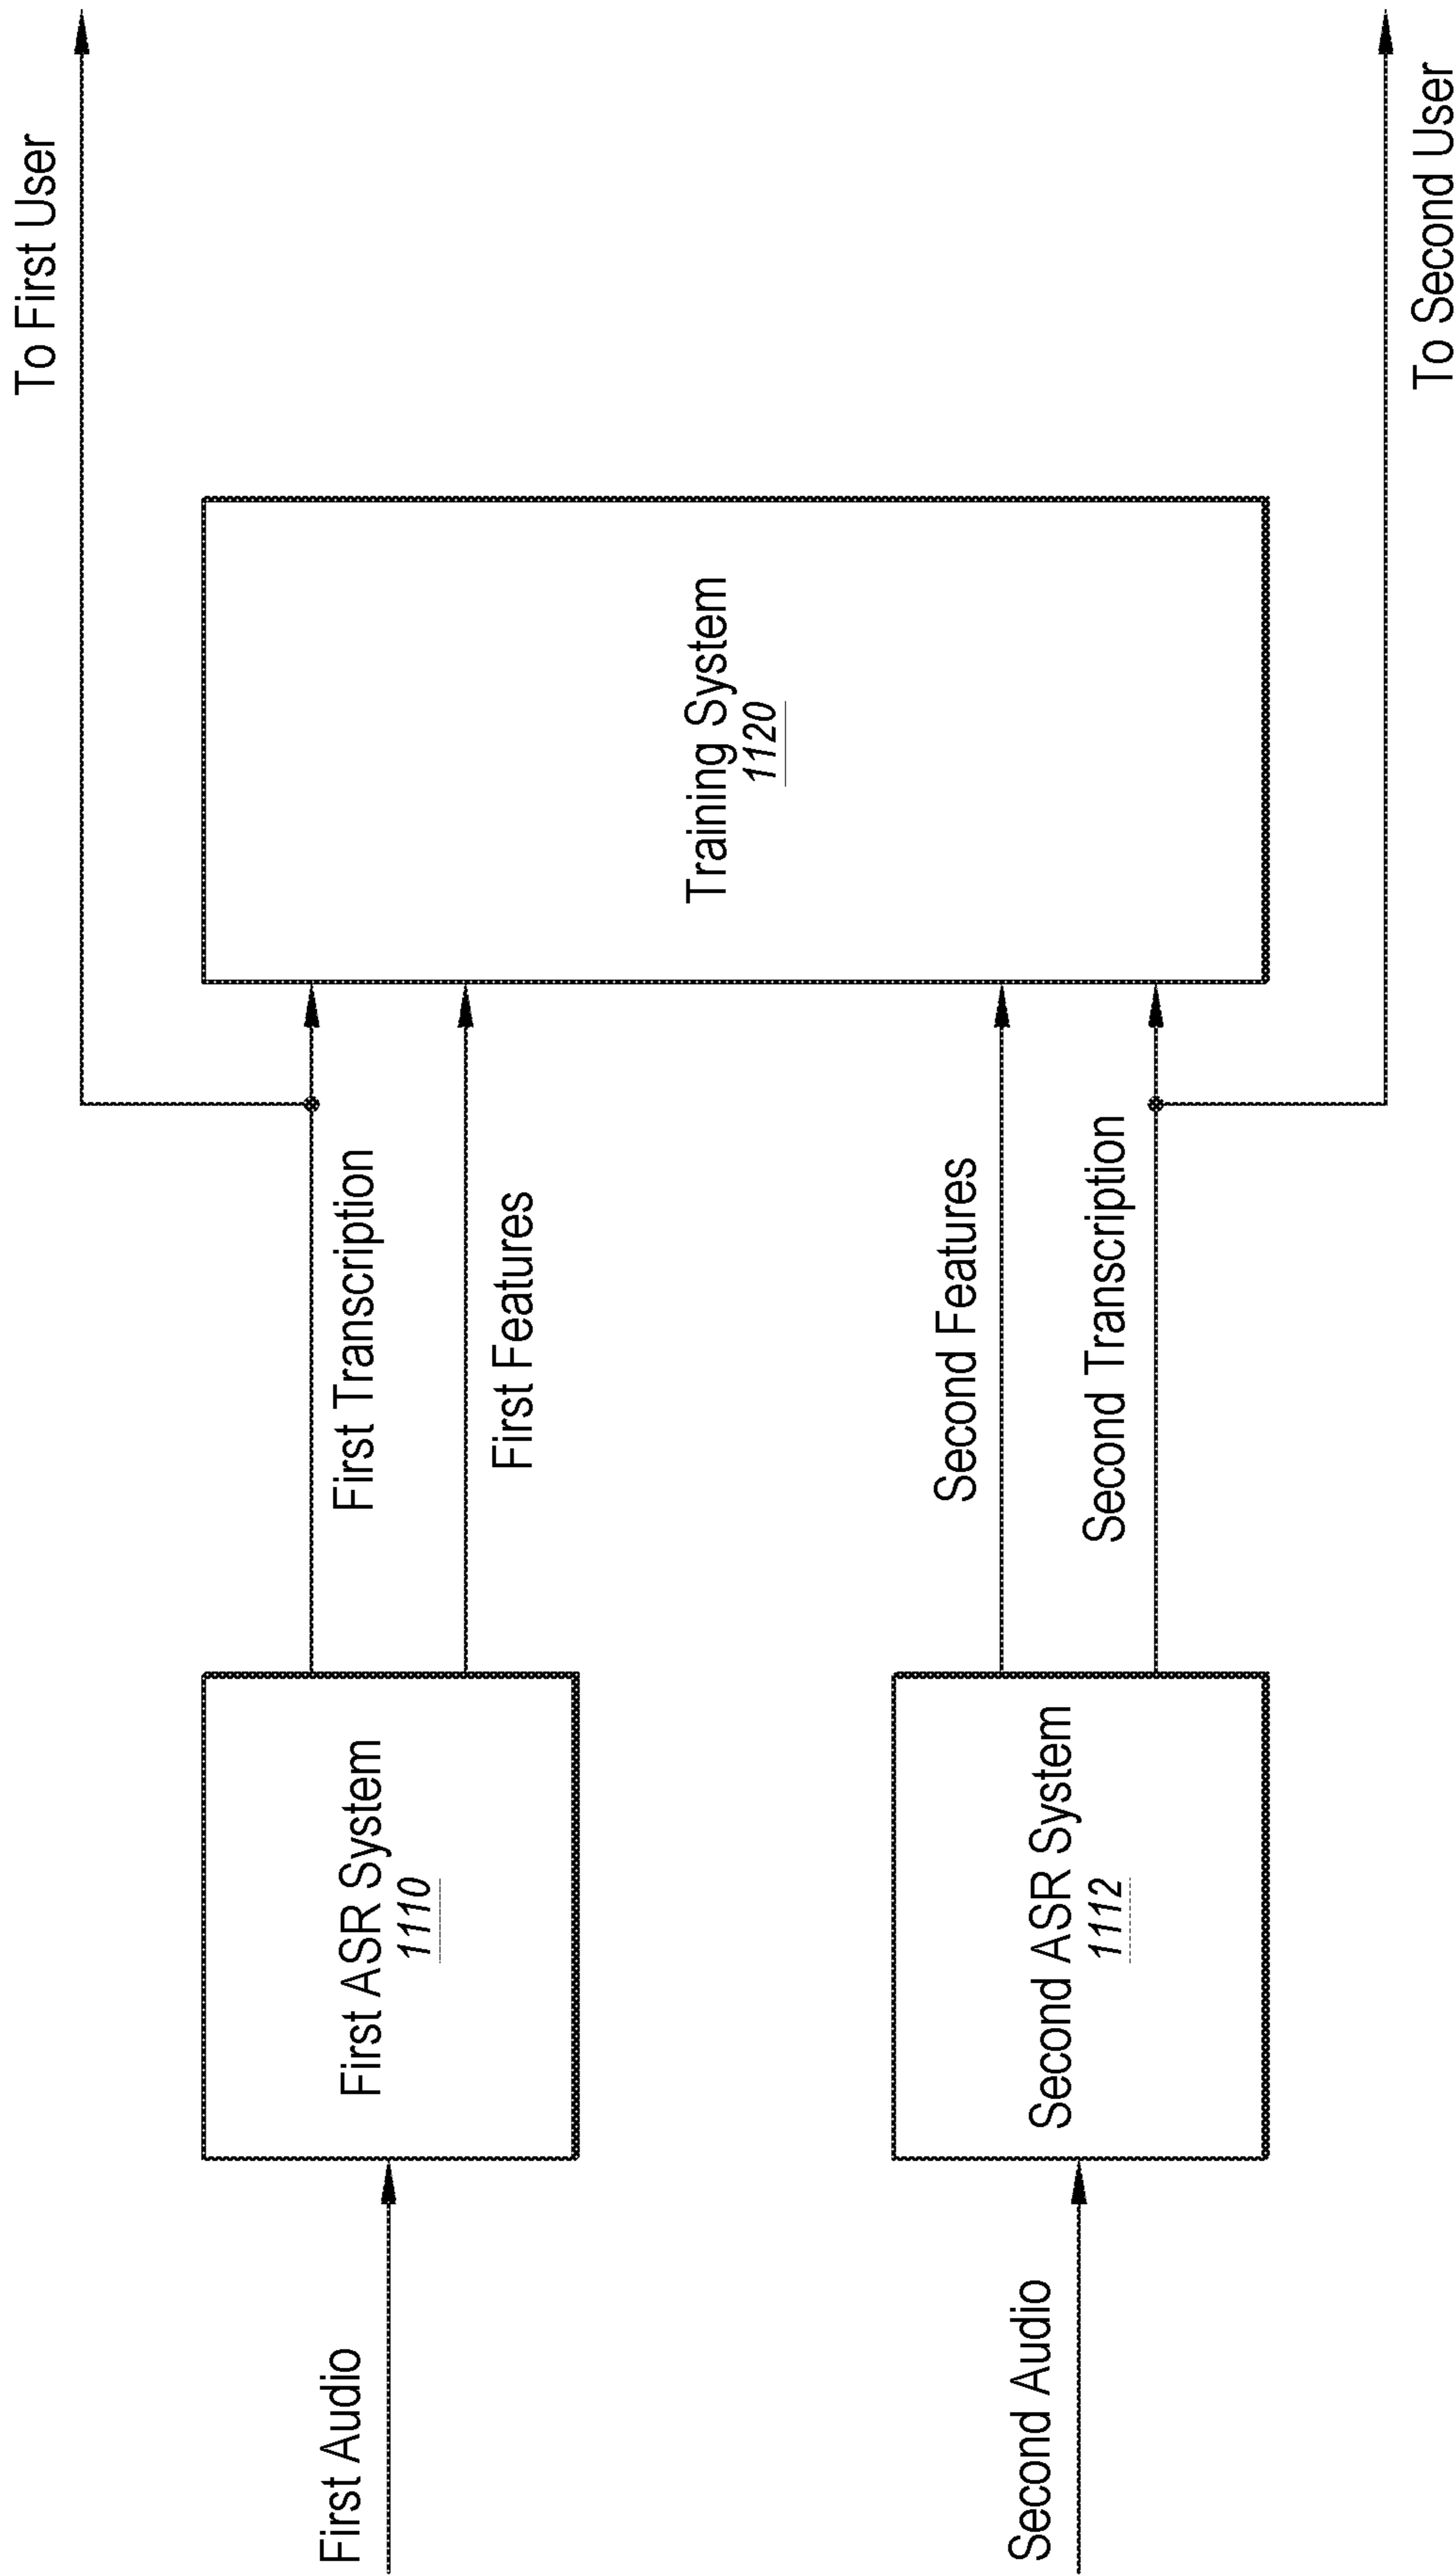 To First User
First Transcription
First Features
First Audio
First ASR System
1110
Training System
1120
Second Features
Second Transcription
Second Audio
Second ASR System
1112
To Second User